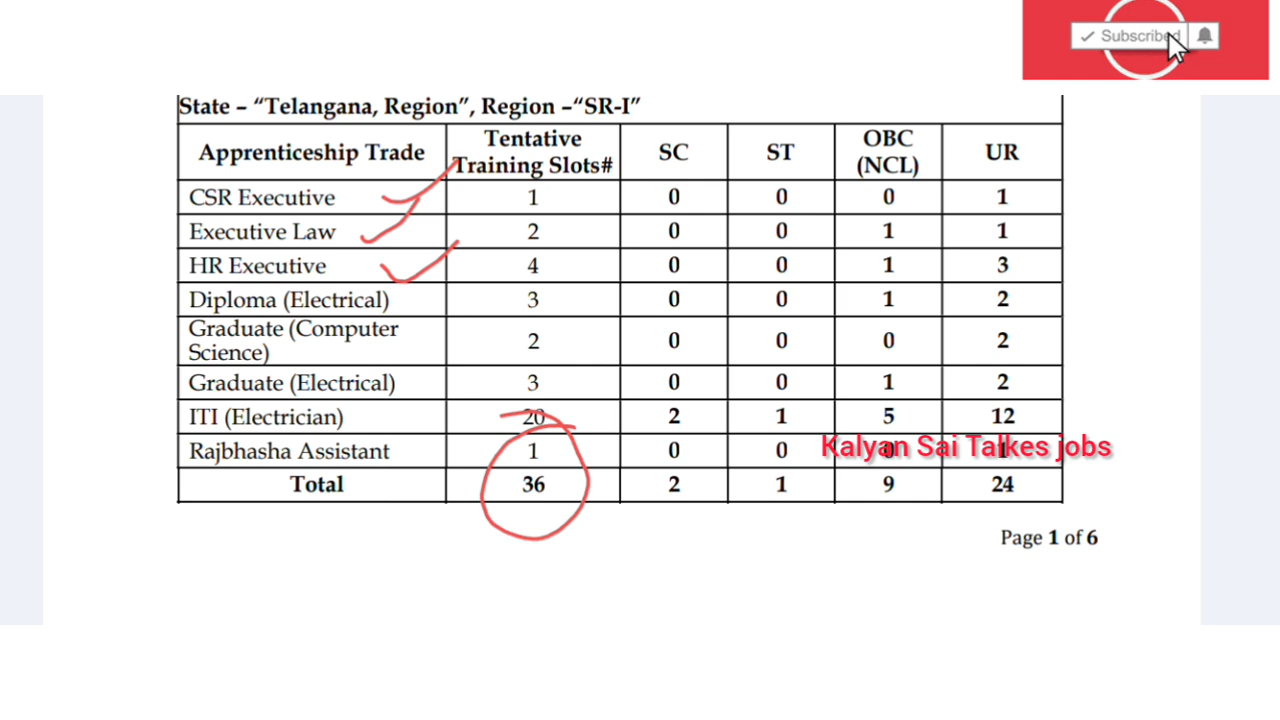 Subscribed
State – “Telangana, Region”, Region –“SR-I”
Apprenticeship Trade Tentative Training Slots# SC ST OBC (NCL) UR
CSR Executive 1 0 0 0 1
Executive Law 2 0 0 1 1
HR Executive 4 0 0 1 3
Diploma (Electrical) 3 0 0 1 2
Graduate (Computer Science) 2 0 0 0 2
Graduate (Electrical) 3 0 0 1 2
ITI (Electrician) 20 2 1 5 12
Rajbhasha Assistant 1 0 0 0 1
Kalyan Sai Talkes jobs
Total 36 2 1 9 24
Page 1 of 6